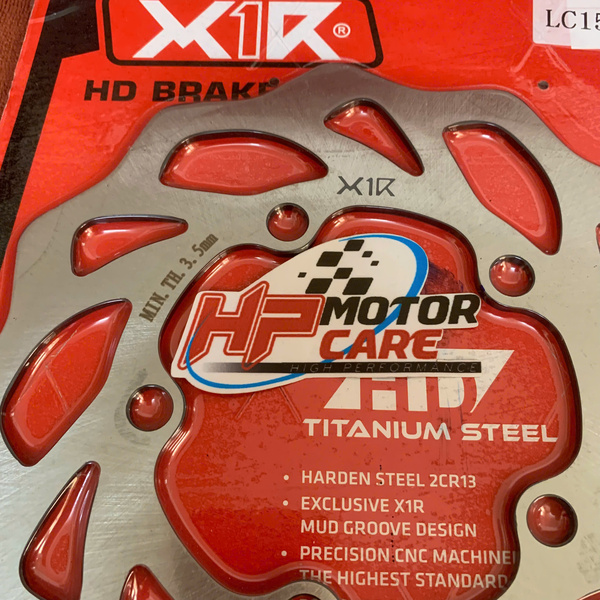 X1R®
LC15
HD BRAKE
X1R
MIN. TH. 3.5mm
HP MOTOR
CARE
HIGH PERFORMANCE
HD
TITANIUM STEEL
• HARDEN STEEL 2CR13
• EXCLUSIVE X1R
MUD GROOVE DESIGN
• PRECISION CNC MACHINE
THE HIGHEST STANDARD